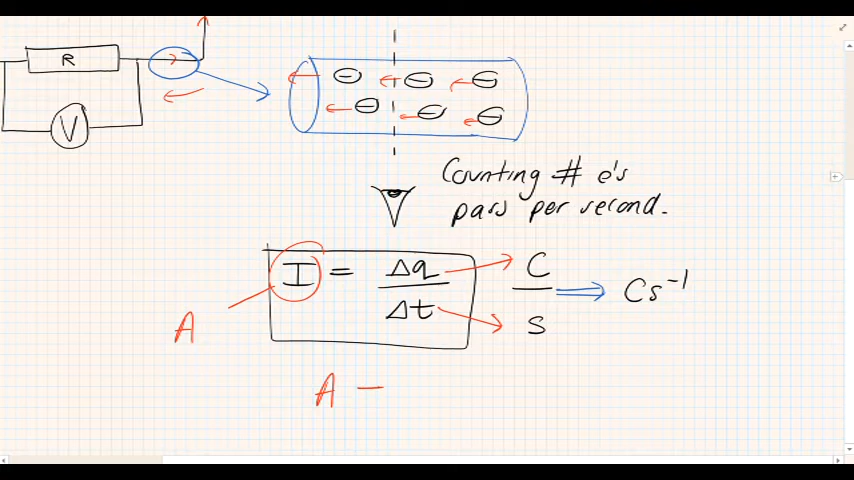 R
V
Counting # e's
pass per second.
I = Δq / Δt
C / s
Cs⁻¹
A
A –